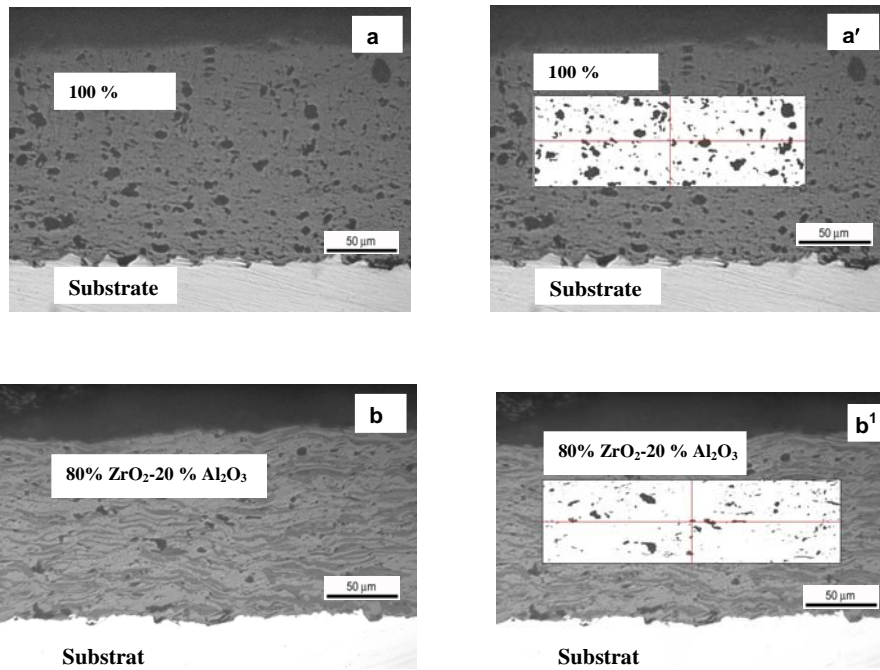 a
100 %
50 µm
Substrate
a′
100 %
50 µm
Substrate
b
80% ZrO₂-20 % Al₂O₃
50 µm
Substrat
b¹
80% ZrO₂-20 % Al₂O₃
50 µm
Substrat